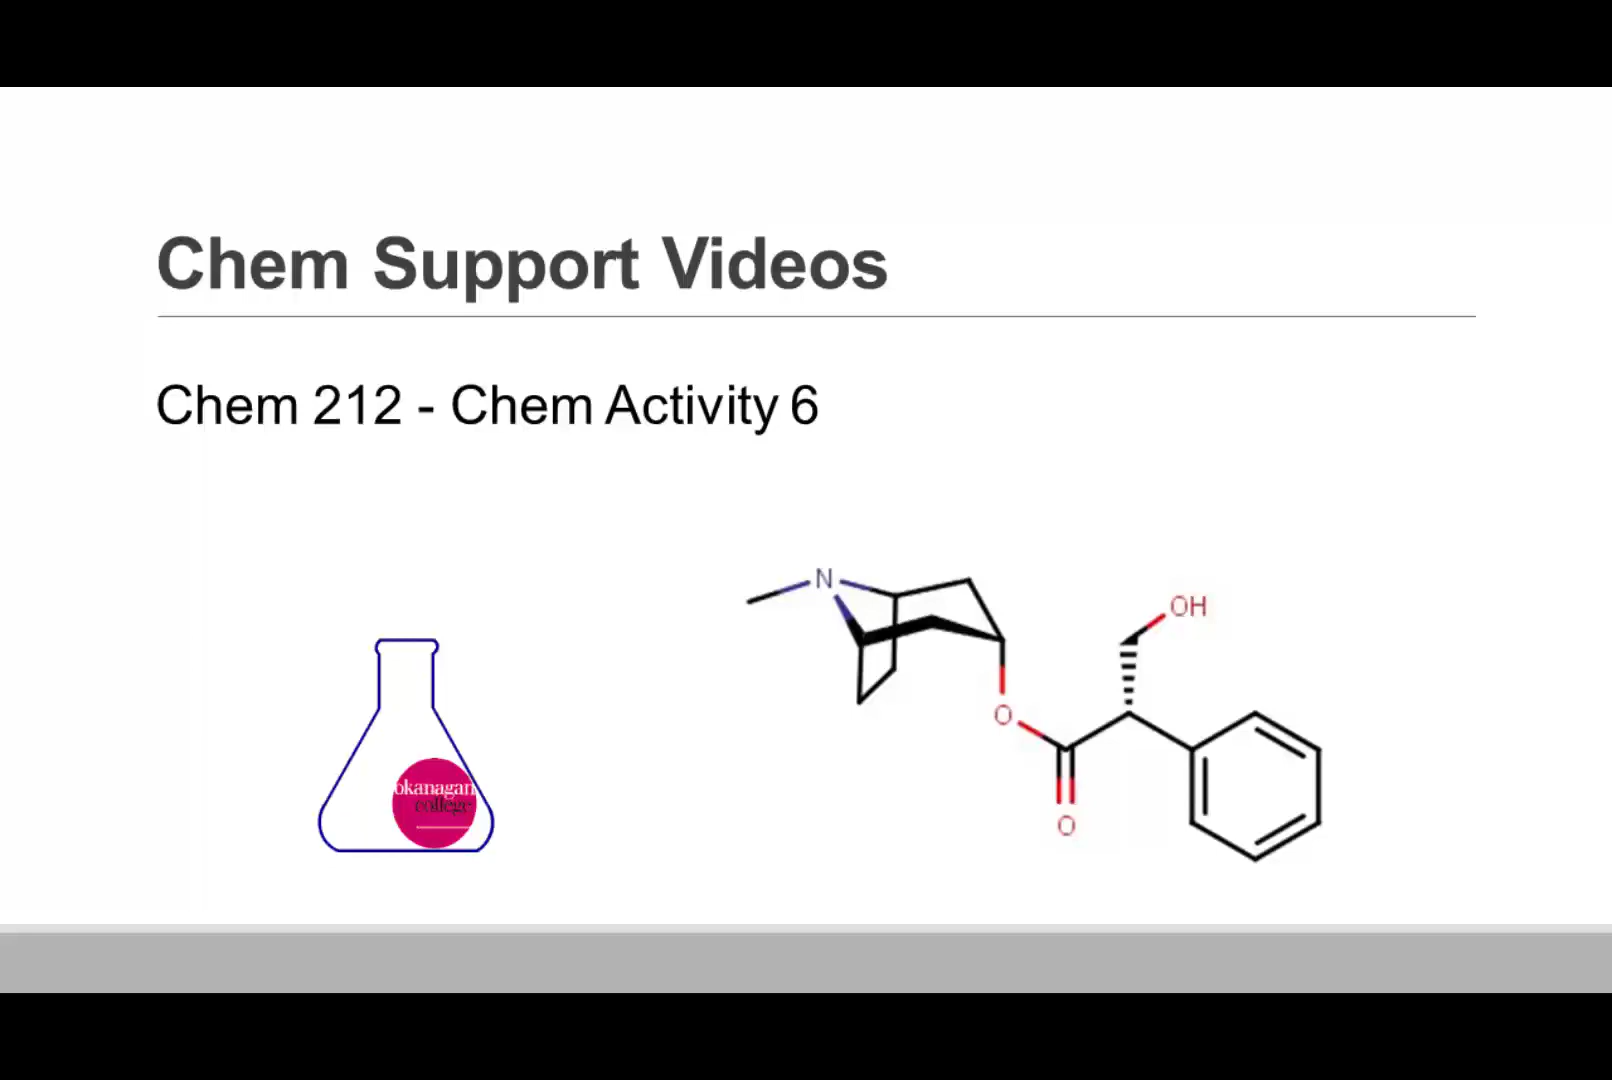 Chem Support Videos
Chem 212 - Chem Activity 6
N
OH
O
O
okanagan
college